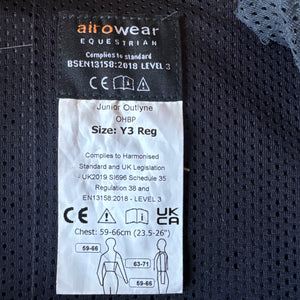 airowear
EQUESTRIAN
Complies to standard
BSEN13158:2018 LEVEL 3
CE
Junior Outlyne
OHBP
Size: Y3 Reg
Complies to Harmonised
Standard and UK Legislation
- UK2019 SI696 Schedule 35
Regulation 38 and
EN13158:2018 - LEVEL 3
CE UK CA
Chest: 59-66cm (23.5-26")
59-66
63-71
59-66